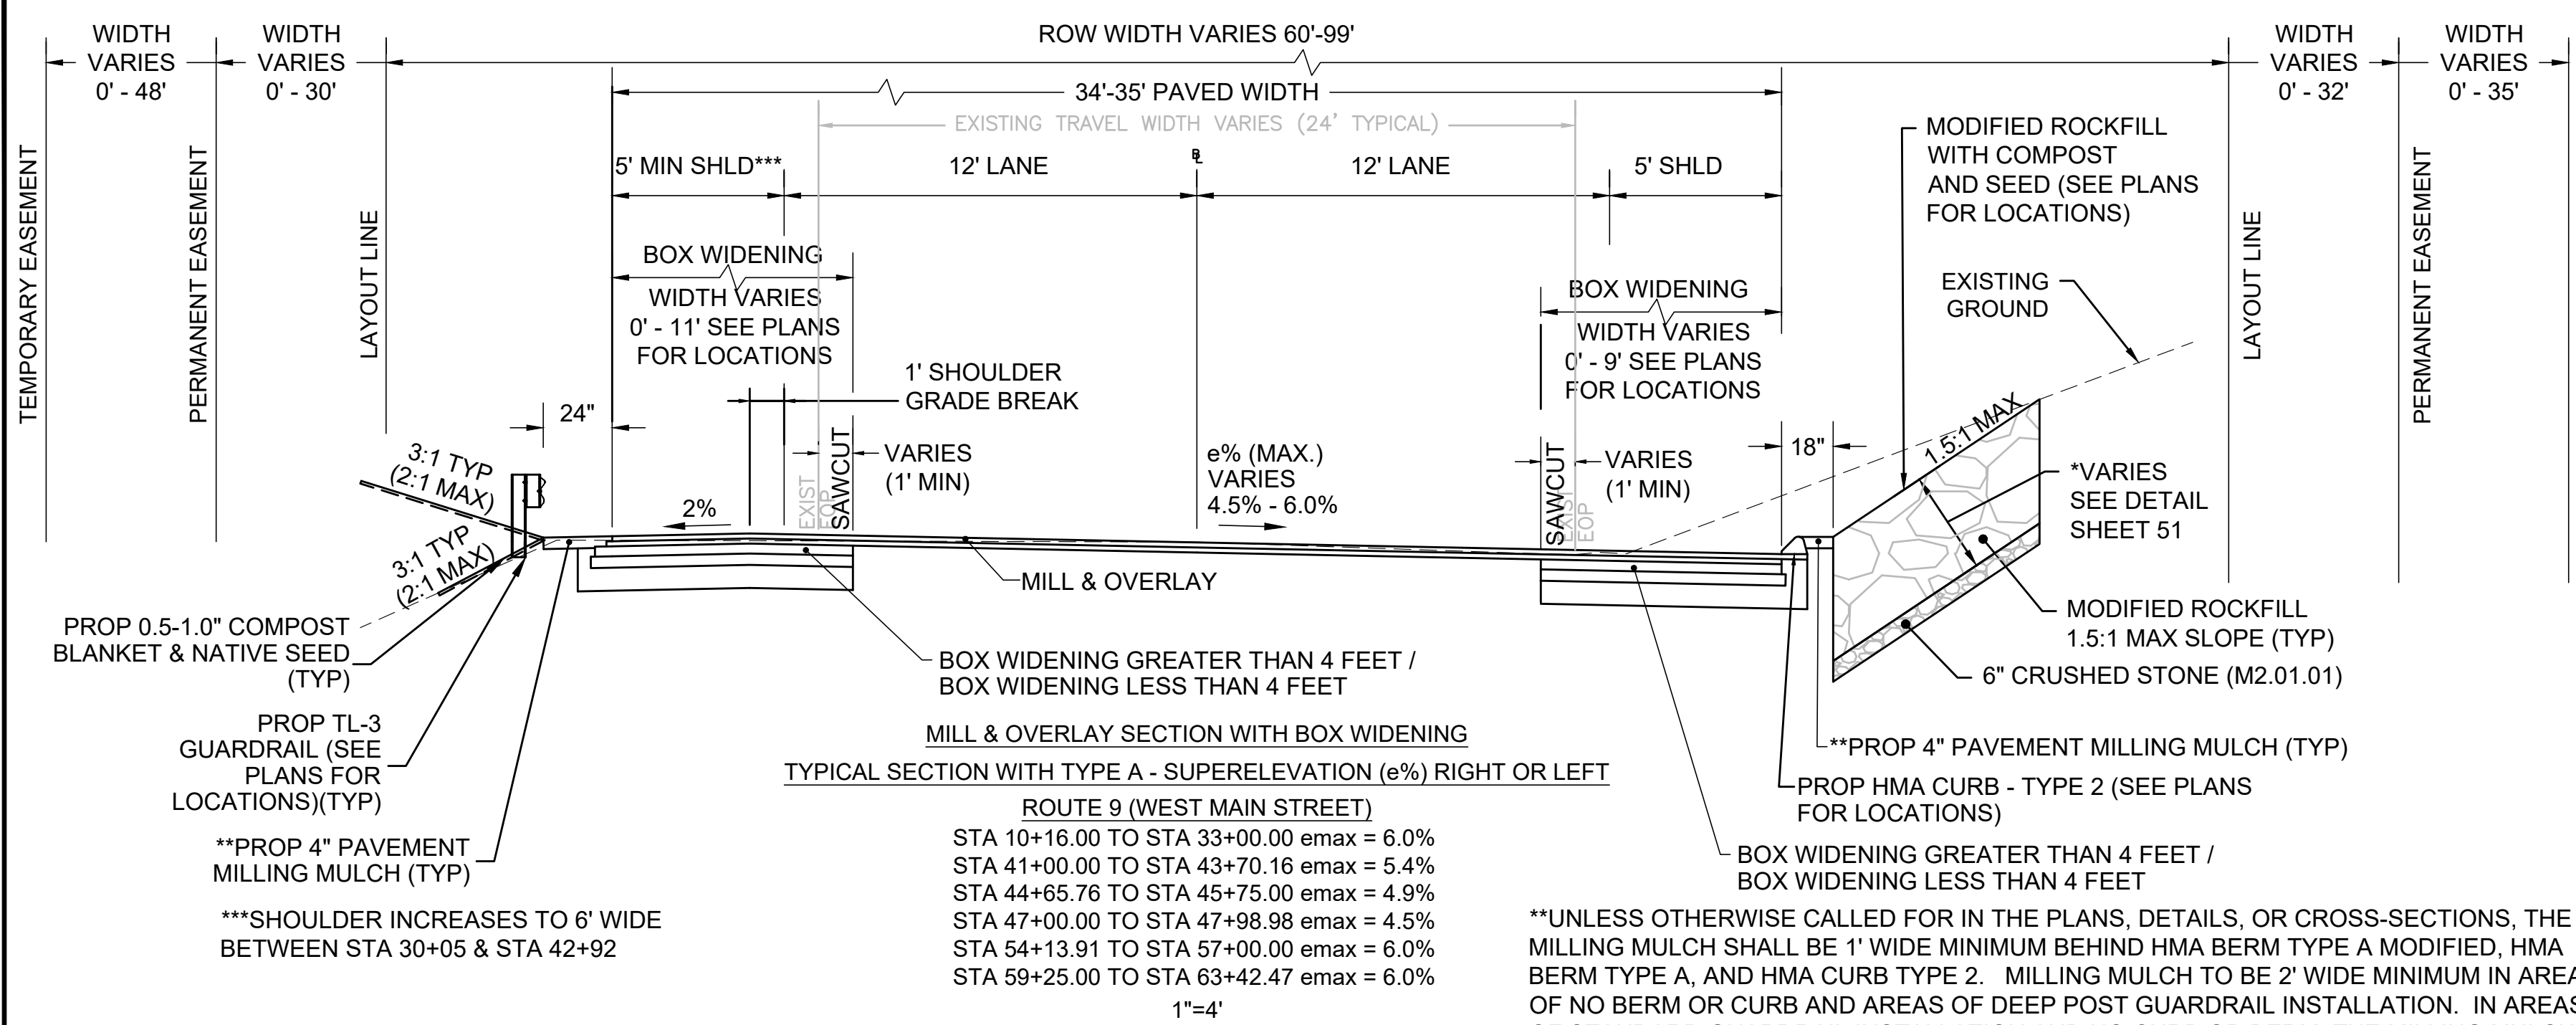 WIDTH
VARIES
0' - 48'
WIDTH
VARIES
0' - 30'
ROW WIDTH VARIES 60'-99'
WIDTH
VARIES
0' - 32'
WIDTH
VARIES
0' - 35'
34'-35' PAVED WIDTH
EXISTING TRAVEL WIDTH VARIES (24' TYPICAL)
5' MIN SHLD***
12' LANE
12' LANE
5' SHLD
TEMPORARY EASEMENT
PERMANENT EASEMENT
LAYOUT LINE
BOX WIDENING
WIDTH VARIES
0' - 11' SEE PLANS
FOR LOCATIONS
1' SHOULDER
GRADE BREAK
24"
EXIST
EOP
SAWCUT
VARIES
(1' MIN)
e% (MAX.)
VARIES
4.5% - 6.0%
2%
BOX WIDENING
WIDTH VARIES
0' - 9' SEE PLANS
FOR LOCATIONS
SAWCUT
EXIST
EOP
VARIES
(1' MIN)
18"
MODIFIED ROCKFILL
WITH COMPOST
AND SEED (SEE PLANS
FOR LOCATIONS)
EXISTING
GROUND
LAYOUT LINE
PERMANENT EASEMENT
1.5:1 MAX
*VARIES
SEE DETAIL
SHEET 51
3:1 TYP
(2:1 MAX)
3:1 TYP
(2:1 MAX)
MILL & OVERLAY
MODIFIED ROCKFILL
1.5:1 MAX SLOPE (TYP)
6" CRUSHED STONE (M2.01.01)
PROP 0.5-1.0" COMPOST
BLANKET & NATIVE SEED
(TYP)
BOX WIDENING GREATER THAN 4 FEET /
BOX WIDENING LESS THAN 4 FEET
PROP TL-3
GUARDRAIL (SEE
PLANS FOR
LOCATIONS)(TYP)
**PROP 4" PAVEMENT MILLING MULCH (TYP)
PROP HMA CURB - TYPE 2 (SEE PLANS
FOR LOCATIONS)
**PROP 4" PAVEMENT
MILLING MULCH (TYP)
BOX WIDENING GREATER THAN 4 FEET /
BOX WIDENING LESS THAN 4 FEET
***SHOULDER INCREASES TO 6' WIDE
BETWEEN STA 30+05 & STA 42+92
MILL & OVERLAY SECTION WITH BOX WIDENING
TYPICAL SECTION WITH TYPE A - SUPERELEVATION (e%) RIGHT OR LEFT
ROUTE 9 (WEST MAIN STREET)
STA 10+16.00 TO STA 33+00.00 emax = 6.0%
STA 41+00.00 TO STA 43+70.16 emax = 5.4%
STA 44+65.76 TO STA 45+75.00 emax = 4.9%
STA 47+00.00 TO STA 47+98.98 emax = 4.5%
STA 54+13.91 TO STA 57+00.00 emax = 6.0%
STA 59+25.00 TO STA 63+42.47 emax = 6.0%
1"=4'
**UNLESS OTHERWISE CALLED FOR IN THE PLANS, DETAILS, OR CROSS-SECTIONS, THE
MILLING MULCH SHALL BE 1' WIDE MINIMUM BEHIND HMA BERM TYPE A MODIFIED, HMA
BERM TYPE A, AND HMA CURB TYPE 2. MILLING MULCH TO BE 2' WIDE MINIMUM IN AREA
OF NO BERM OR CURB AND AREAS OF DEEP POST GUARDRAIL INSTALLATION. IN AREAS